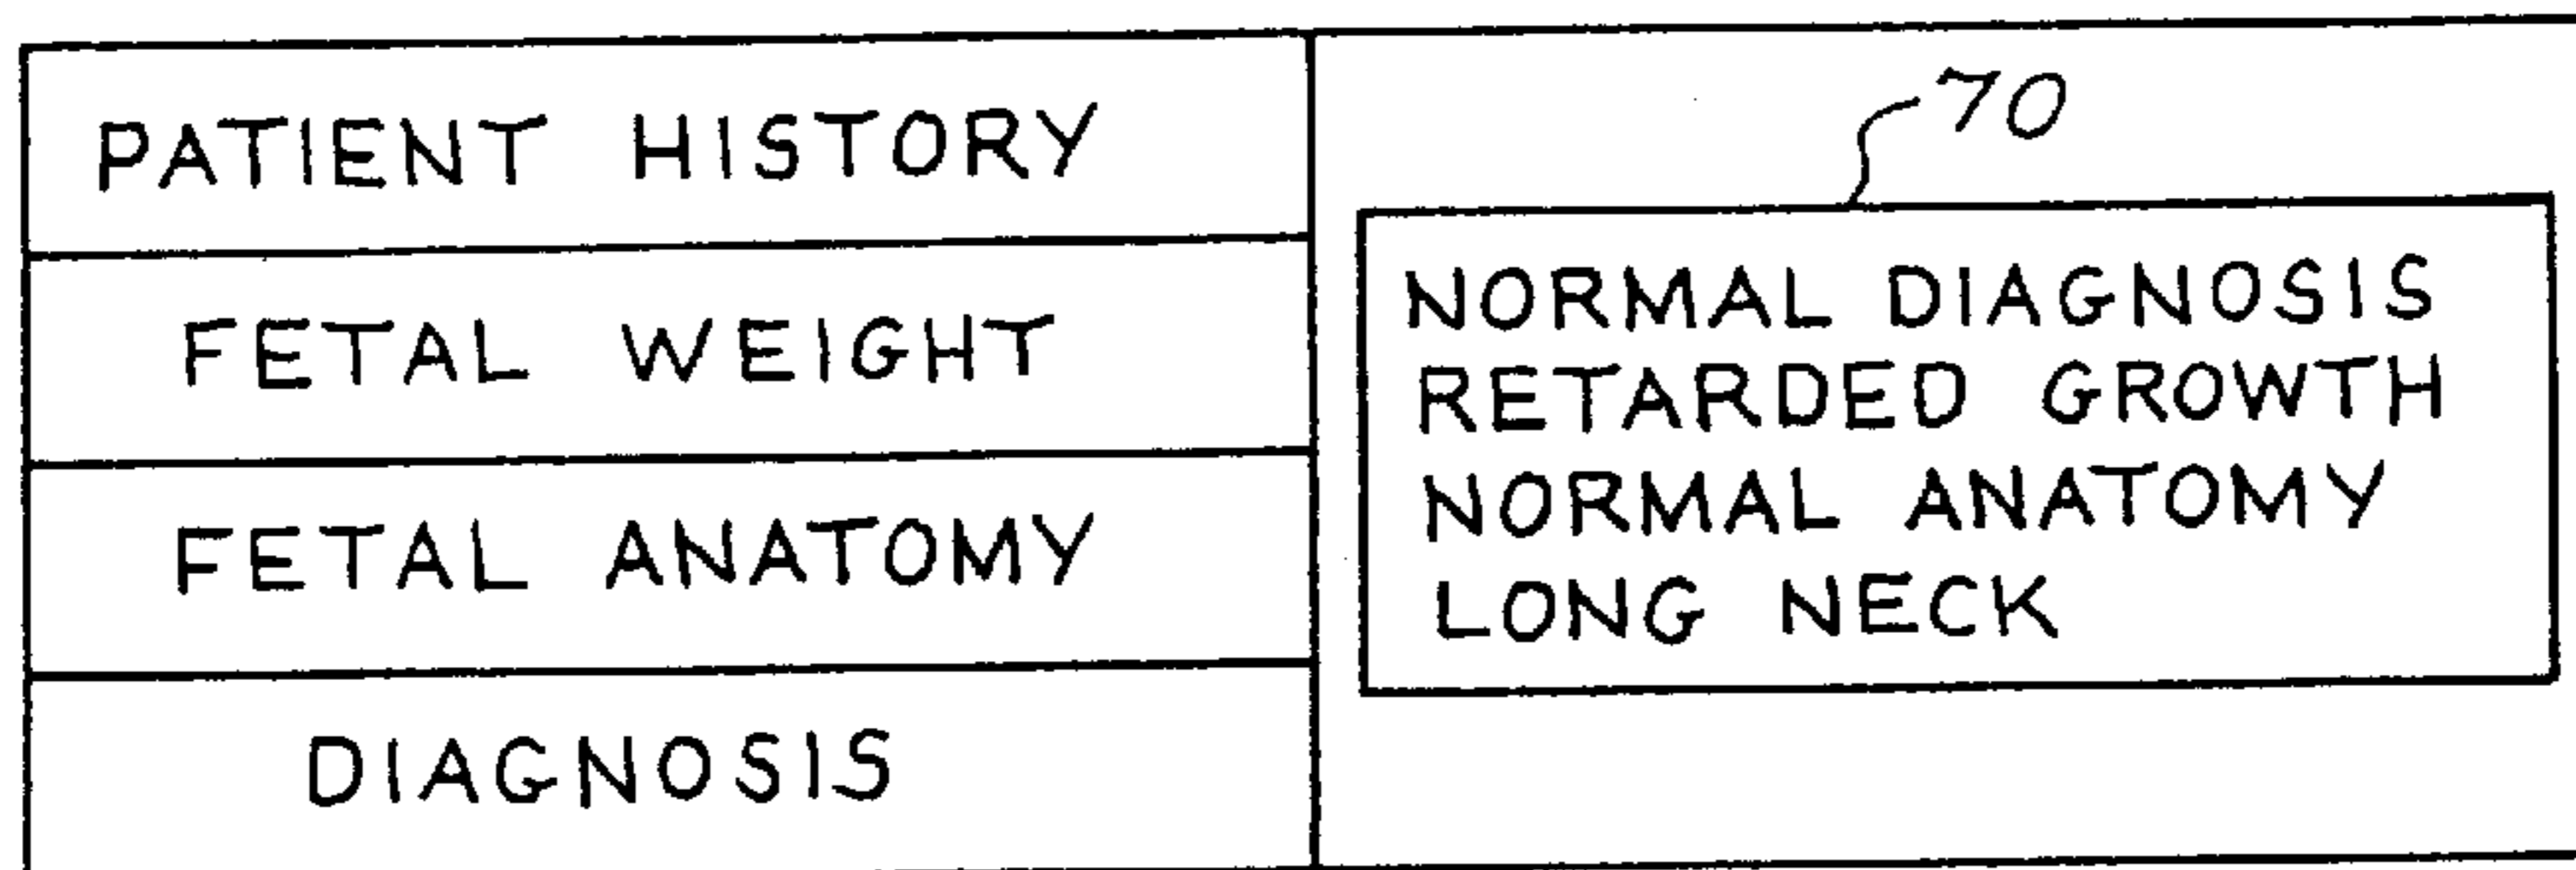 PATIENT HISTORY
FETAL WEIGHT
FETAL ANATOMY
DIAGNOSIS
70
NORMAL DIAGNOSIS
RETARDED GROWTH
NORMAL ANATOMY
LONG NECK